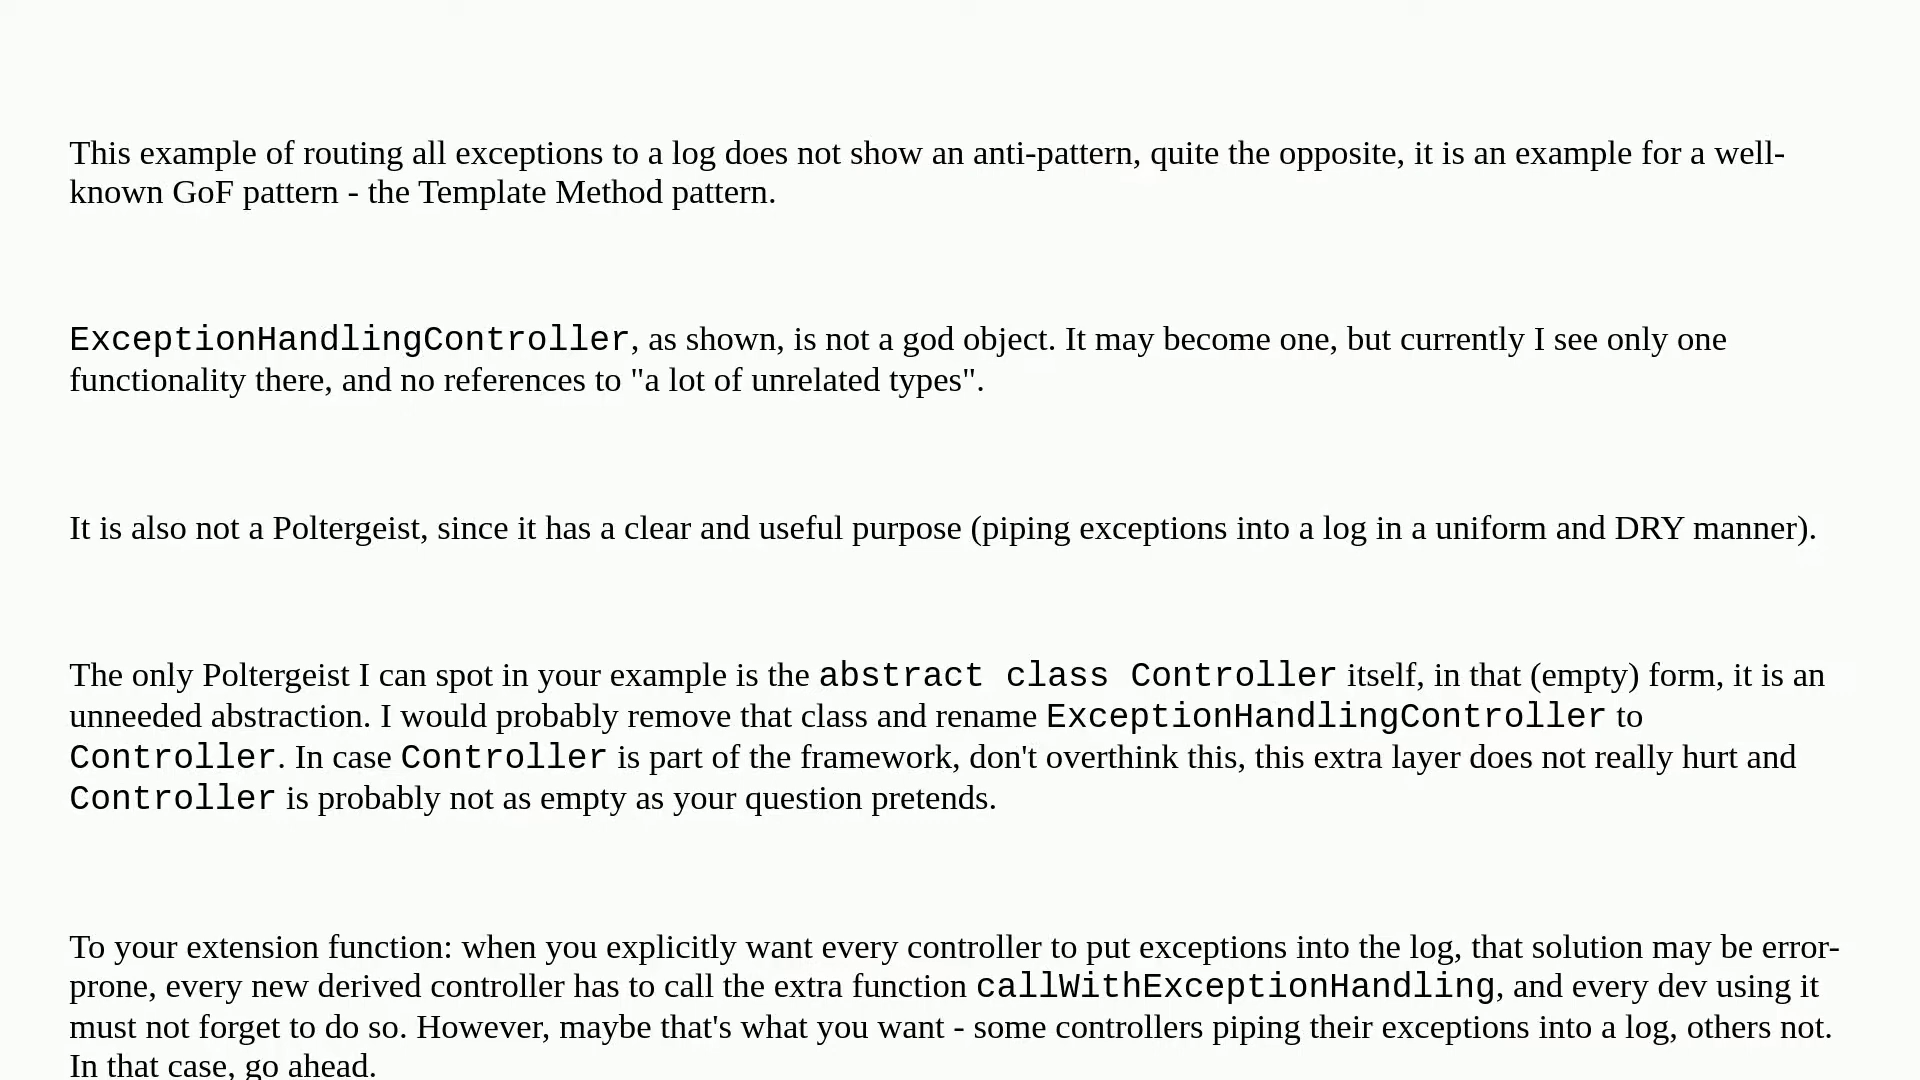 This example of routing all exceptions to a log does not show an anti-pattern, quite the opposite, it is an example for a well-
known GoF pattern - the Template Method pattern.
ExceptionHandlingController, as shown, is not a god object. It may become one, but currently I see only one
functionality there, and no references to "a lot of unrelated types".
It is also not a Poltergeist, since it has a clear and useful purpose (piping exceptions into a log in a uniform and DRY manner).
The only Poltergeist I can spot in your example is the abstract class Controller itself, in that (empty) form, it is an
unneeded abstraction. I would probably remove that class and rename ExceptionHandlingController to
Controller. In case Controller is part of the framework, don't overthink this, this extra layer does not really hurt and
Controller is probably not as empty as your question pretends.
To your extension function: when you explicitly want every controller to put exceptions into the log, that solution may be error-
prone, every new derived controller has to call the extra function callWithExceptionHandling, and every dev using it
must not forget to do so. However, maybe that's what you want - some controllers piping their exceptions into a log, others not.
In that case, go ahead.